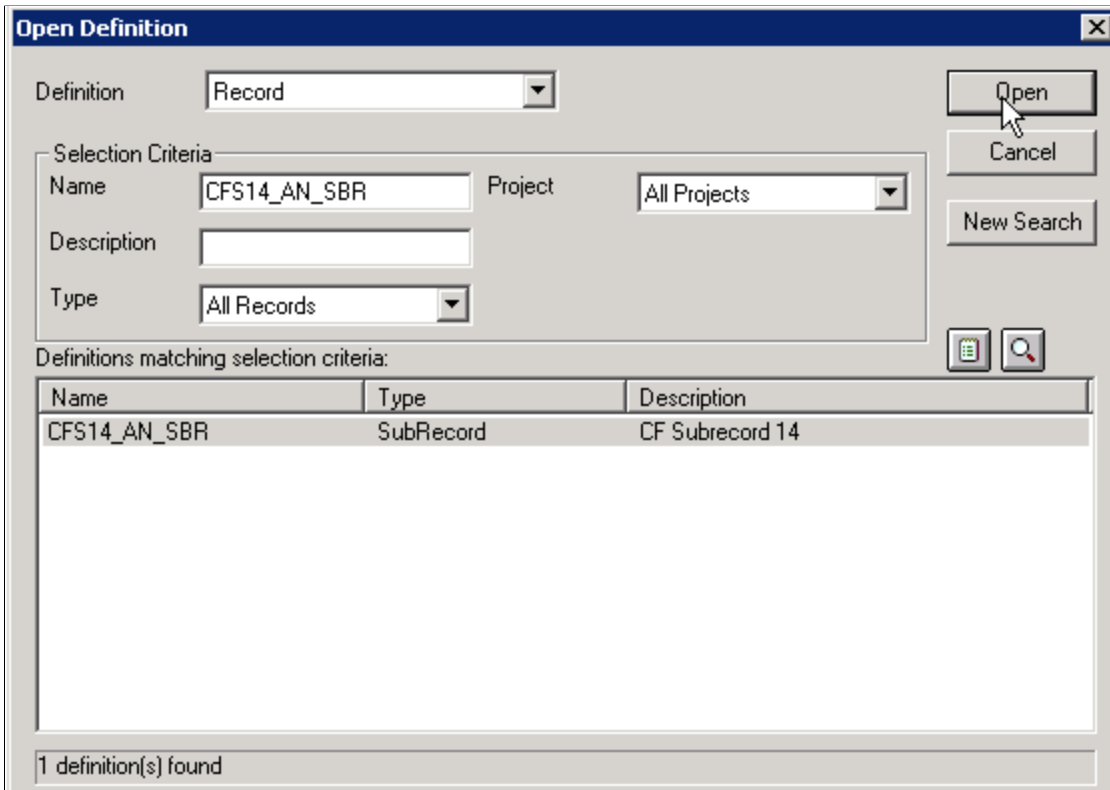 Open Definition
Definition Record Open
Selection Criteria Cancel
Name CFS14_AN_SBR Project All Projects
New Search
Description
Type All Records
Definitions matching selection criteria:
Name Type Description
CFS14_AN_SBR SubRecord CF Subrecord 14
1 definition(s) found